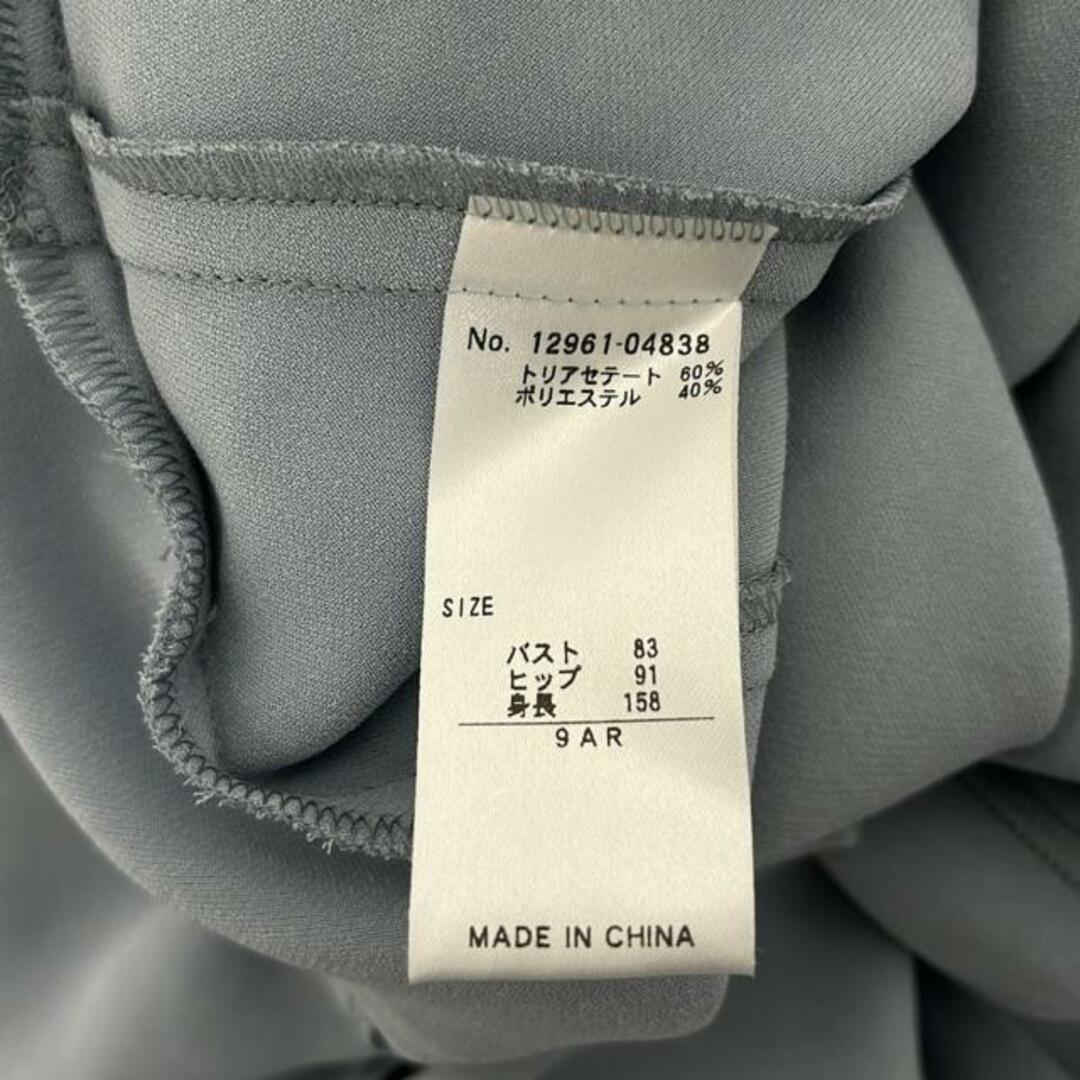 No. 12961-04838
トリアセテート 60%
ポリエステル 40%
SIZE
バスト 83
ヒップ 91
身長 158
9AR
MADE IN CHINA